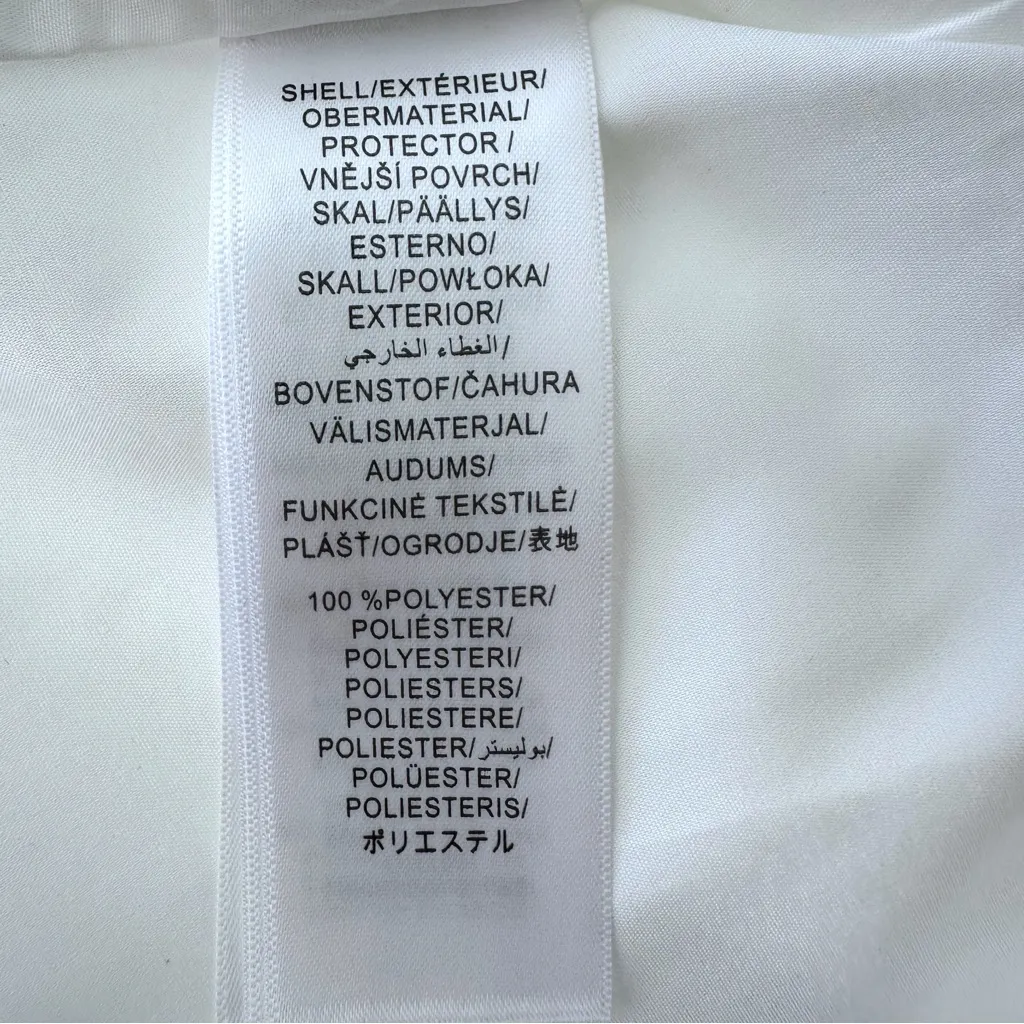 SHELL/EXTÉRIEUR/
OBERMATERIAL/
PROTECTOR /
VNĚJŠÍ POVRCH/
SKAL/PÄÄLLYS/
ESTERNO/
SKALL/POWŁOKA/
EXTERIOR/
الغطاء الخارجي/
BOVENSTOF/ČAHURA
VÄLISMATERJAL/
AUDUMS/
FUNKCINĖ TEKSTILĖ/
PLÁŠŤ/OGRODJE/表地
100 %POLYESTER/
POLIÉSTER/
POLYESTERI/
POLIESTERS/
POLIESTERE/
POLIESTER/بوليستر/
POLÜESTER/
POLIESTERIS/
ポリエステル